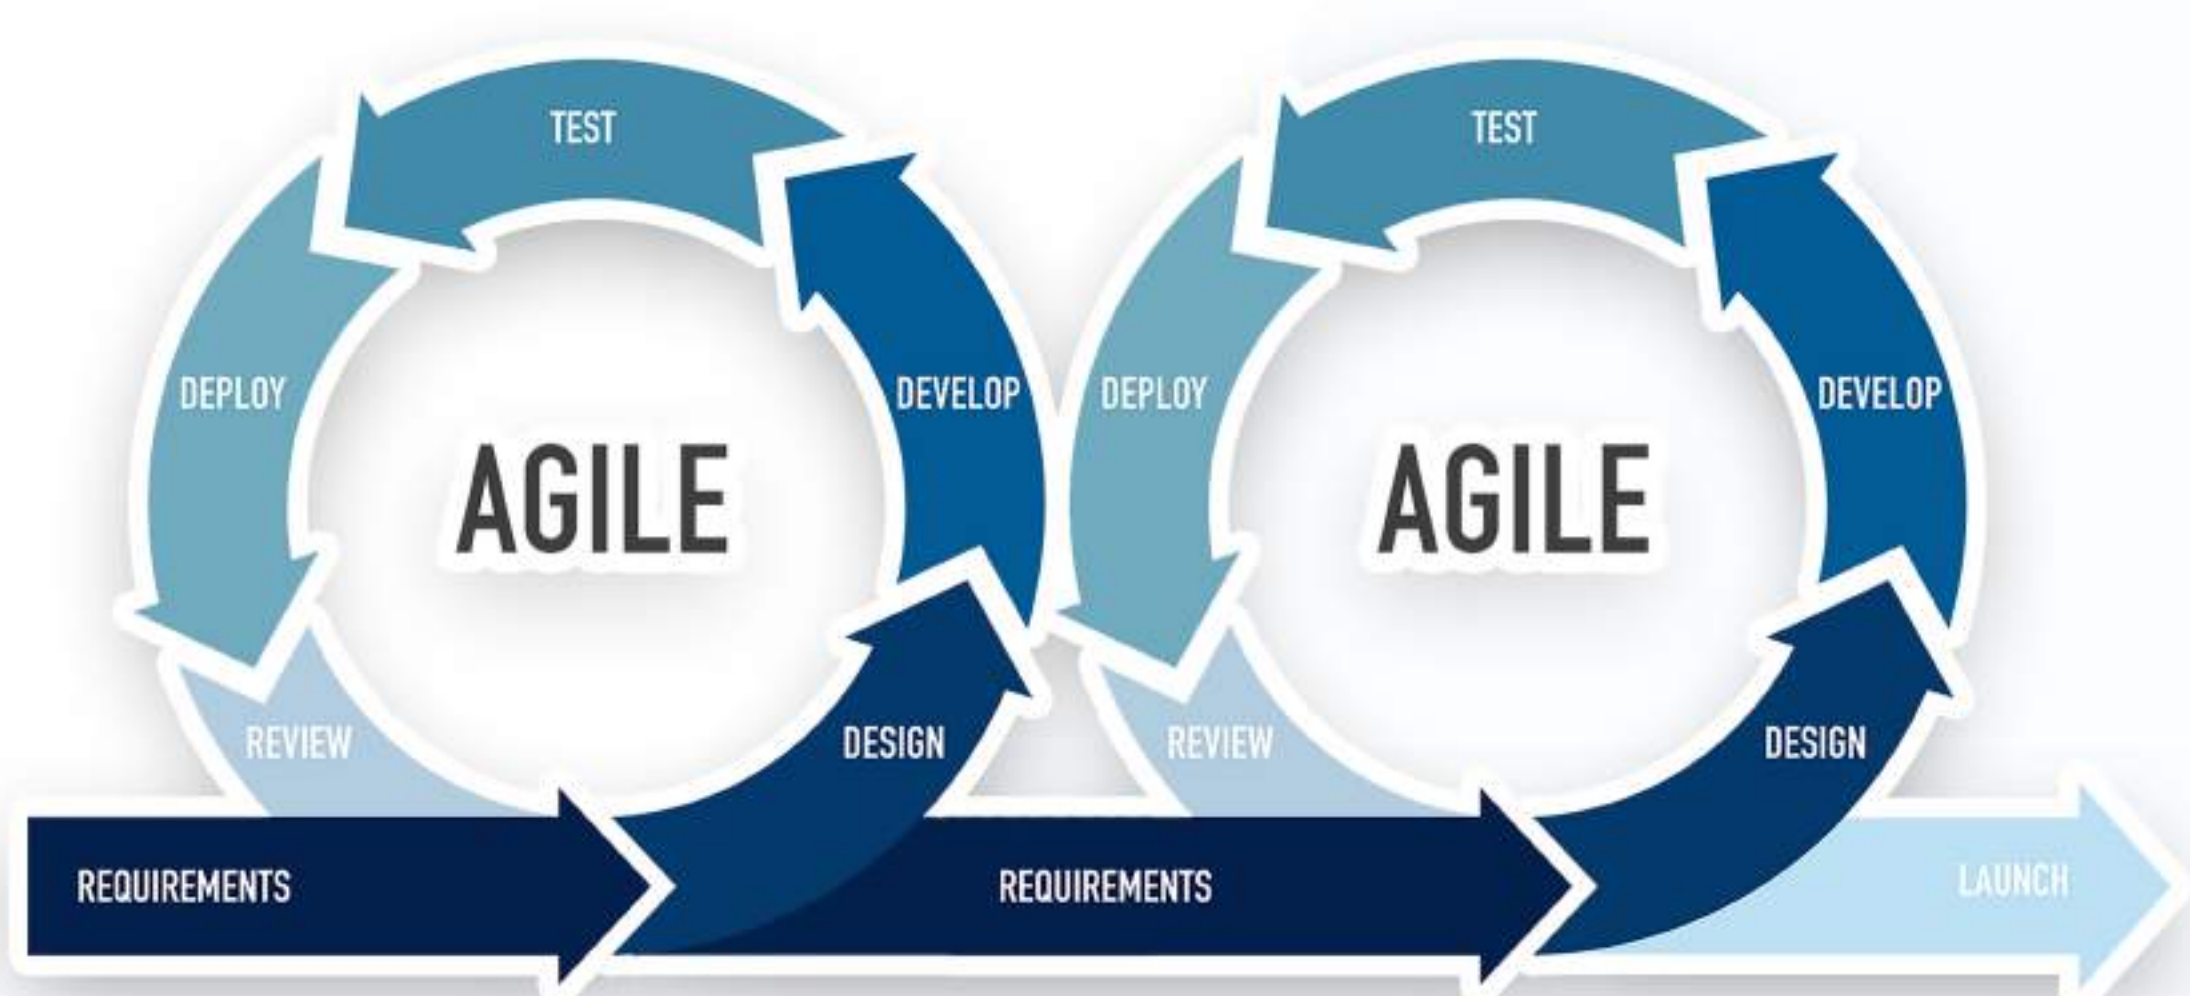 TEST
TEST
DEPLOY
DEVELOP
DEPLOY
DEVELOP
AGILE
AGILE
REVIEW
DESIGN
REVIEW
DESIGN
REQUIREMENTS
REQUIREMENTS
LAUNCH